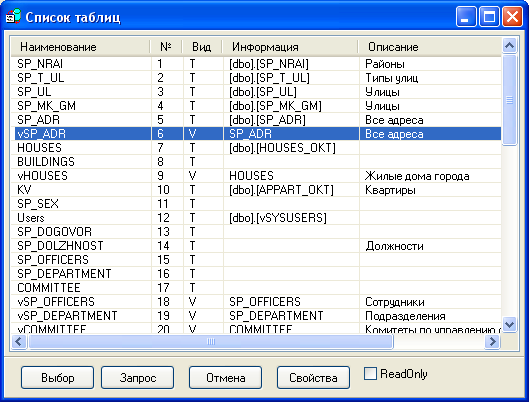 Список таблиц
Наименование № Вид Информация Описание
SP_NRAI 1 T [dbo].[SP_NRAI] Районы
SP_T_UL 2 T [dbo].[SP_T_UL] Типы улиц
SP_UL 3 T [dbo].[SP_UL] Улицы
SP_MK_GM 4 T [dbo].[SP_MK_GM] Улицы
SP_ADR 5 T [dbo].[SP_ADR] Все адреса
vSP_ADR 6 V SP_ADR Все адреса
HOUSES 7 T [dbo].[HOUSES_OKT]
BUILDINGS 8 T
vHOUSES 9 V HOUSES Жилые дома города
KV 10 T [dbo].[APPART_OKT] Квартиры
SP_SEX 11 T
Users 12 T [dbo].[vSYSUSERS]
SP_DOGOVOR 13 T
SP_DOLZHNOST 14 T Должности
SP_OFFICERS 15 T
SP_DEPARTMENT 16 T
COMMITTEE 17 T
vSP_OFFICERS 18 V SP_OFFICERS Сотрудники
vSP_DEPARTMENT 19 V SP_DEPARTMENT Подразделения
vCOMMITTEE 20 V COMMITTEE Комитеты по управлению
Выбор Запрос Отмена Свойства ReadOnly